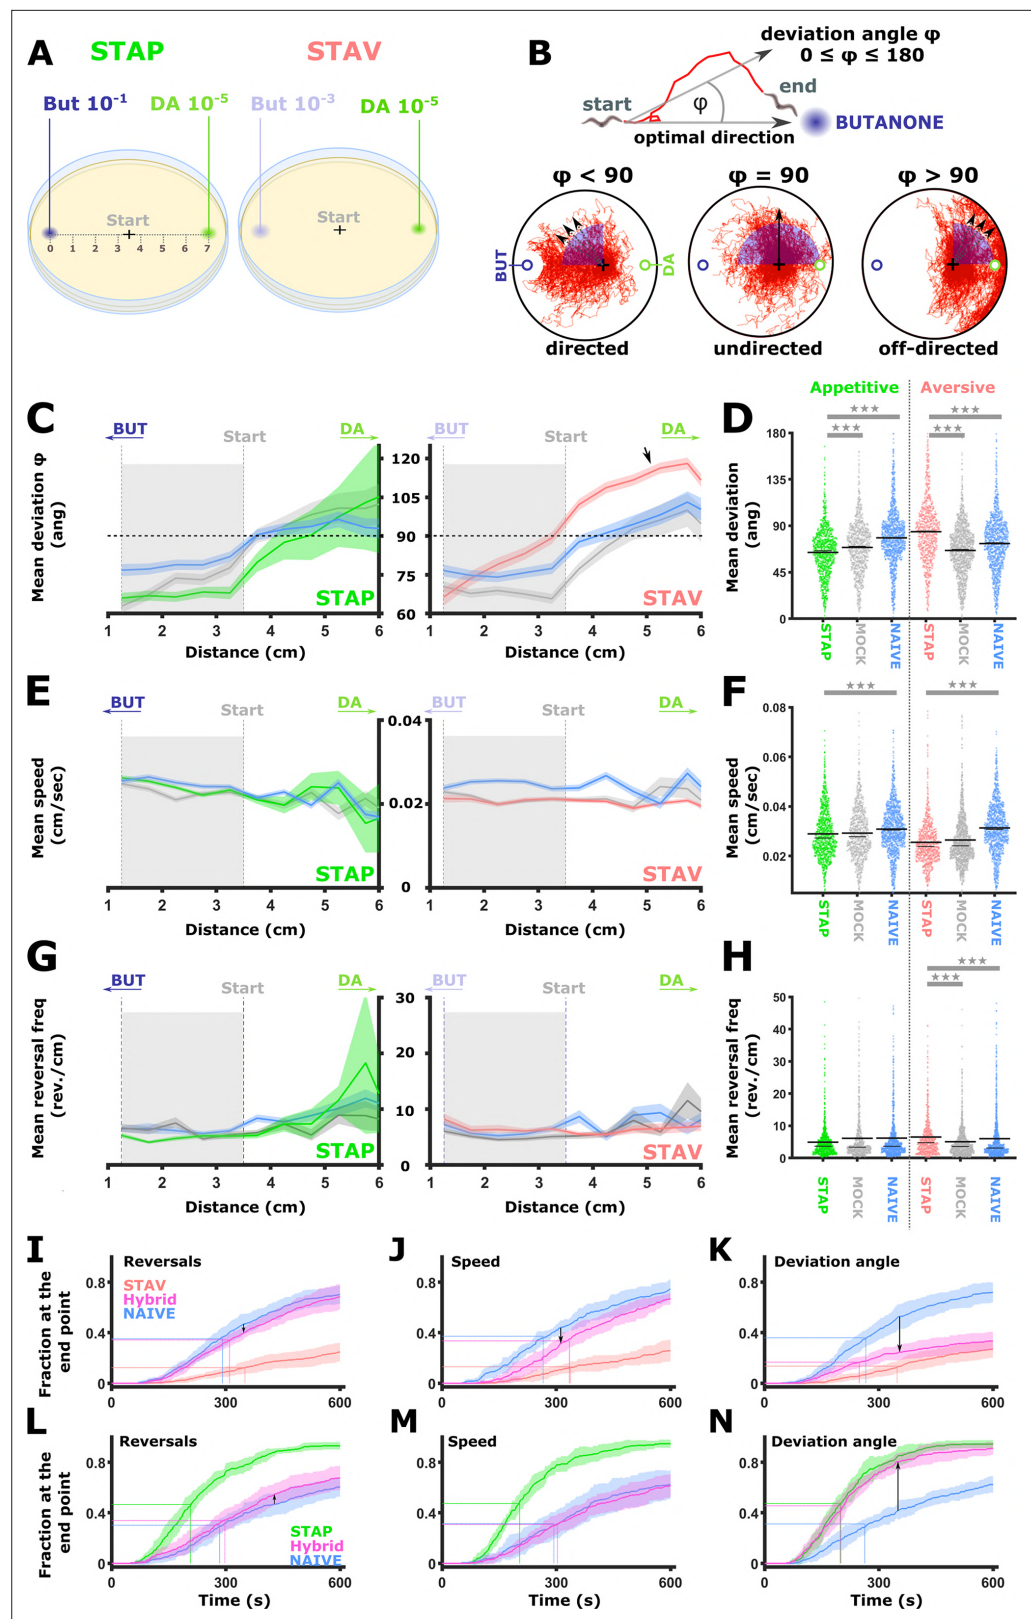 A
STAP
STAV
But 10-1
DA 10-5
But 10-3
DA 10-5
Start
Start
0 1 2 3 4 5 6 7
B
deviation angle φ
0 ≤ φ ≤ 180
start
end
φ
optimal direction
BUTANONE
φ < 90
φ = 90
φ > 90
BUT
DA
directed
undirected
off-directed
C
BUT
Start
DA
BUT
Start
DA
Mean deviation φ
(ang)
120
105
90
75
60
STAP
STAV
1 2 3 4 5 6
1 2 3 4 5 6
Distance (cm)
Distance (cm)
D
Appetitive
Aversive
★★★
★★★
★★★
★★★
Mean deviation
(ang)
180
135
90
45
0
STAP
MOCK
NAIVE
STAP
MOCK
NAIVE
E
BUT
Start
DA
BUT
Start
DA
Mean speed
(cm/sec)
0.04
0.02
0
STAP
STAV
1 2 3 4 5 6
1 2 3 4 5 6
Distance (cm)
Distance (cm)
F
★★★
★★★
Mean speed
(cm/sec)
0.08
0.06
0.04
0.02
STAP
MOCK
NAIVE
STAP
MOCK
NAIVE
G
BUT
Start
DA
BUT
Start
DA
Mean reversal freq
(rev./cm)
30
20
10
0
STAP
STAV
1 2 3 4 5 6
1 2 3 4 5 6
Distance (cm)
Distance (cm)
H
★★★
★★★
Mean reversal freq
(rev./cm)
50
40
30
20
10
0
STAP
MOCK
NAIVE
STAP
MOCK
NAIVE
I
Reversals
STAV
Hybrid
NAIVE
Fraction at the
end point
0.8
0.4
0
0 300 600
J
Speed
0.8
0.4
0
0 300 600
K
Deviation angle
0.8
0.4
0
0 300 600
L
Reversals
STAP
Hybrid
NAIVE
Fraction at the
end point
0.8
0.4
0
0 300 600
Time (s)
M
Speed
0.8
0.4
0
0 300 600
Time (s)
N
Deviation angle
0.8
0.4
0
0 300 600
Time (s)